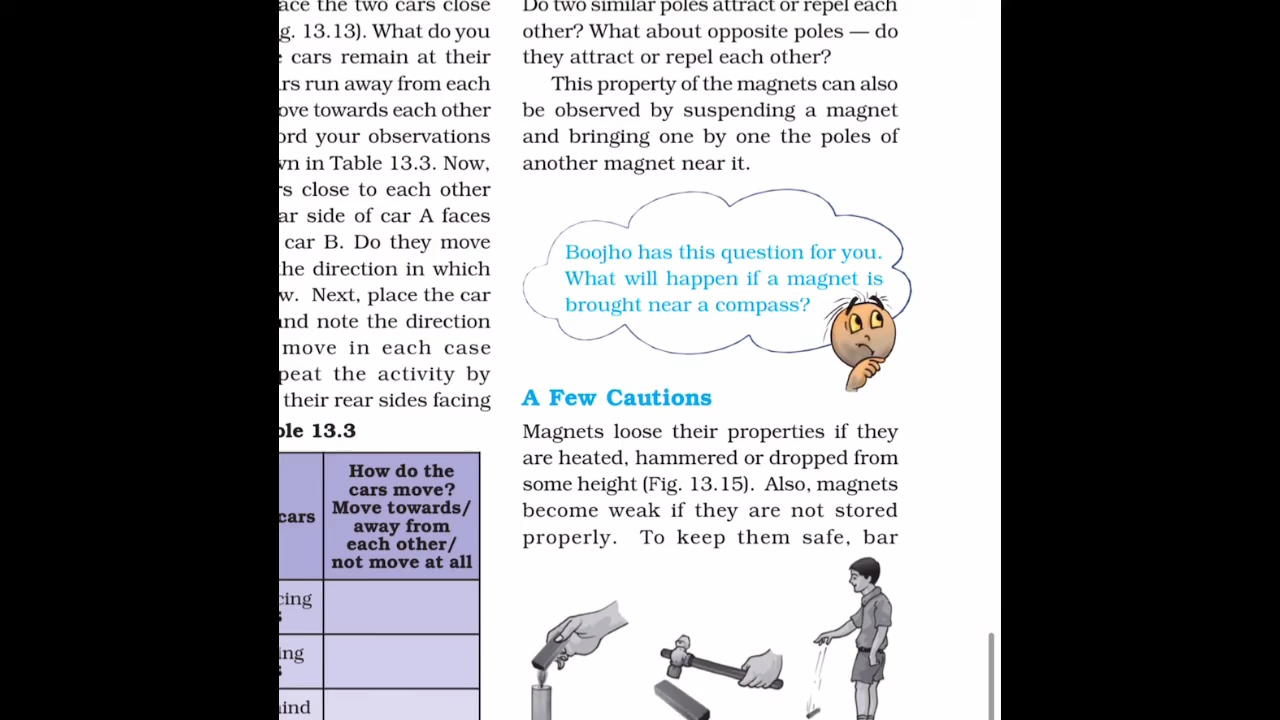 ace the two cars close
g. 13.13). What do you
cars remain at their
rs run away from each
ove towards each other
ord your observations
vn in Table 13.3. Now,
rs close to each other
ar side of car A faces
car B. Do they move
he direction in which
w. Next, place the car
and note the direction
move in each case
peat the activity by
their rear sides facing
ble 13.3
cars
How do the
cars move?
Move towards/
away from
each other/
not move at all
cing
ing
ind
Do two similar poles attract or repel each
other? What about opposite poles — do
they attract or repel each other?
This property of the magnets can also
be observed by suspending a magnet
and bringing one by one the poles of
another magnet near it.
Boojho has this question for you.
What will happen if a magnet is
brought near a compass?
A Few Cautions
Magnets loose their properties if they
are heated, hammered or dropped from
some height (Fig. 13.15). Also, magnets
become weak if they are not stored
properly. To keep them safe, bar